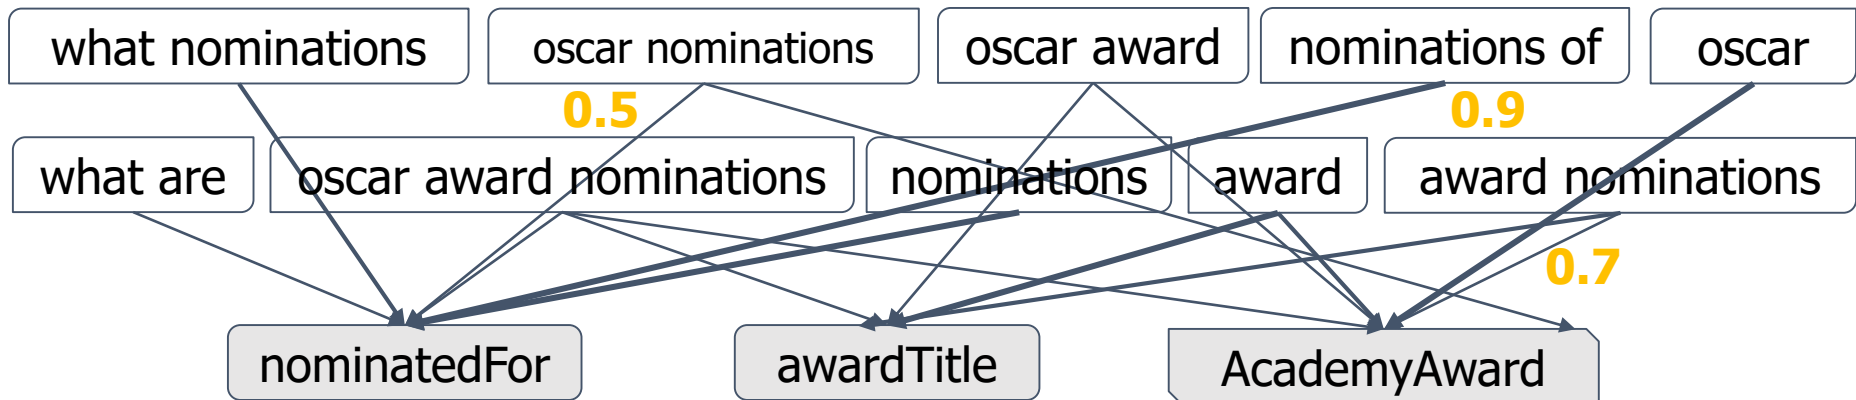 what nominations oscar nominations oscar award nominations of oscar
0.5 0.9
what are oscar award nominations nominations award award nominations
0.7
nominatedFor awardTitle AcademyAward